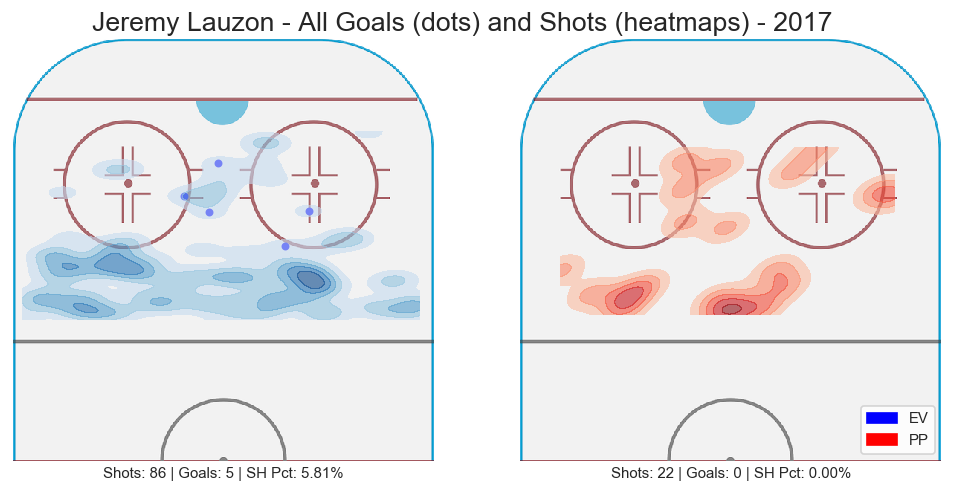 Jeremy Lauzon - All Goals (dots) and Shots (heatmaps) - 2017
EV
PP
Shots: 86 | Goals: 5 | SH Pct: 5.81%
Shots: 22 | Goals: 0 | SH Pct: 0.00%